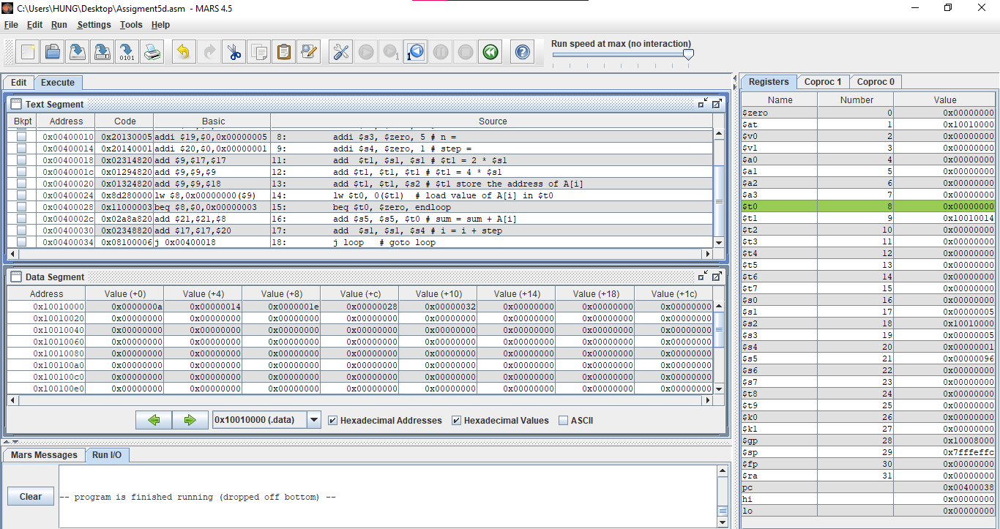 C:\Users\HUNG\Desktop\Assigment5d.asm - MARS 4.5
File Edit Run Settings Tools Help
Run speed at max (no interaction)
Edit Execute
Text Segment
Bkpt Address Code Basic Source
0x00400010 0x20130005 addi $19,$0,0x00000005 8: addi $s3, $zero, 5 # n =
0x00400014 0x20140001 addi $20,$0,0x00000001 9: addi $s4, $zero, 1 # step =
0x00400018 0x02314820 add $9,$17,$17 11: add $t1, $s1, $s1 # $t1 = 2 * $s1
0x0040001c 0x01294820 add $9,$9,$9 12: add $t1, $t1, $t1 # $t1 = 4 * $s1
0x00400020 0x01324820 add $9,$9,$18 13: add $t1, $t1, $s2 # $t1 store the address of A[i]
0x00400024 0x8d280000 lw $8,0x00000000($9) 14: lw $t0, 0($t1) # load value of A[i] in $t0
0x00400028 0x11000003 beq $8,$0,0x00000003 15: beq $t0, $zero, endloop
0x0040002c 0x02a8a820 add $21,$21,$8 16: add $s5, $s5, $t0 # sum = sum + A[i]
0x00400030 0x02348820 add $17,$17,$20 17: add $s1, $s1, $s4 # i = i + step
0x00400034 0x08100006 j 0x00400018 18: j loop # goto loop
Data Segment
Address Value (+0) Value (+4) Value (+8) Value (+c) Value (+10) Value (+14) Value (+18) Value (+1c)
0x10010000 0x0000000a 0x00000014 0x0000001e 0x00000028 0x00000032 0x00000000 0x00000000 0x00000000
0x10010020 0x00000000 0x00000000 0x00000000 0x00000000 0x00000000 0x00000000 0x00000000 0x00000000
0x10010040 0x00000000 0x00000000 0x00000000 0x00000000 0x00000000 0x00000000 0x00000000 0x00000000
0x10010060 0x00000000 0x00000000 0x00000000 0x00000000 0x00000000 0x00000000 0x00000000 0x00000000
0x10010080 0x00000000 0x00000000 0x00000000 0x00000000 0x00000000 0x00000000 0x00000000 0x00000000
0x100100a0 0x00000000 0x00000000 0x00000000 0x00000000 0x00000000 0x00000000 0x00000000 0x00000000
0x100100c0 0x00000000 0x00000000 0x00000000 0x00000000 0x00000000 0x00000000 0x00000000 0x00000000
0x100100e0 0x00000000 0x00000000 0x00000000 0x00000000 0x00000000 0x00000000 0x00000000 0x00000000
0x10010000 (.data) Hexadecimal Addresses Hexadecimal Values ASCII
Mars Messages Run I/O
Clear
-- program is finished running (dropped off bottom) --
Registers Coproc 1 Coproc 0
Name Number Value
$zero 0 0x00000000
$at 1 0x10010000
$v0 2 0x00000000
$v1 3 0x00000000
$a0 4 0x00000000
$a1 5 0x00000000
$a2 6 0x00000000
$a3 7 0x00000000
$t0 8 0x00000000
$t1 9 0x10010014
$t2 10 0x00000000
$t3 11 0x00000000
$t4 12 0x00000000
$t5 13 0x00000000
$t6 14 0x00000000
$t7 15 0x00000000
$s0 16 0x00000000
$s1 17 0x00000005
$s2 18 0x10010000
$s3 19 0x00000005
$s4 20 0x00000001
$s5 21 0x00000096
$s6 22 0x00000000
$s7 23 0x00000000
$t8 24 0x00000000
$t9 25 0x00000000
$k0 26 0x00000000
$k1 27 0x00000000
$gp 28 0x10008000
$sp 29 0x7fffeffc
$fp 30 0x00000000
$ra 31 0x00000000
pc 0x00400038
hi 0x00000000
lo 0x00000000